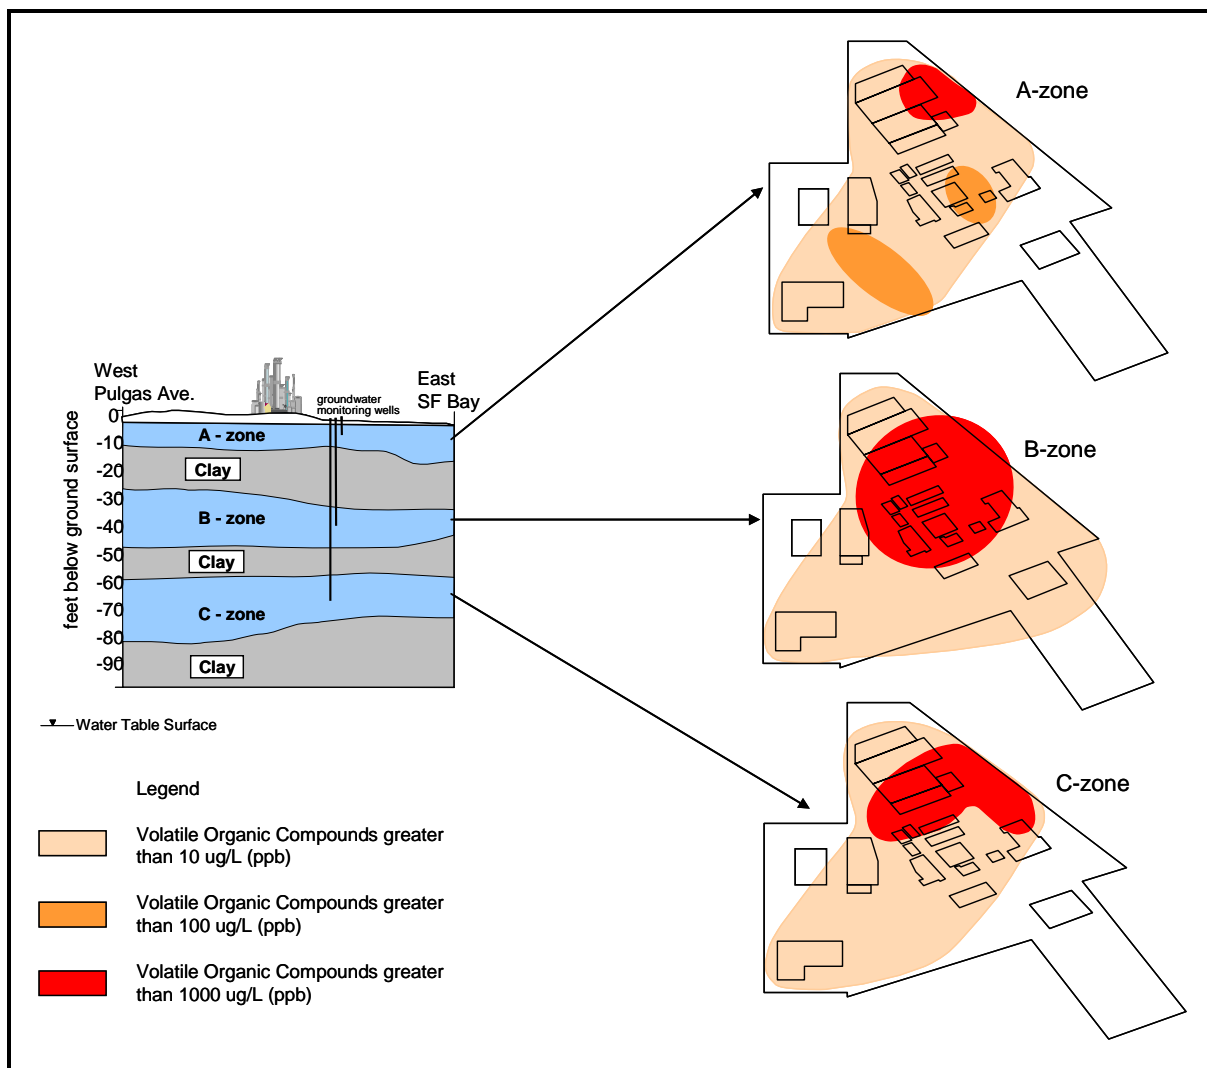 A-zone
West
Pulgas Ave.
East
SF Bay
groundwater
monitoring wells
feet below ground surface
0
-10
-20
-30
-40
-50
-60
-70
-80
-90
A - zone
Clay
B - zone
Clay
C - zone
Clay
B-zone
C-zone
Water Table Surface
Legend
Volatile Organic Compounds greater
than 10 ug/L (ppb)
Volatile Organic Compounds greater
than 100 ug/L (ppb)
Volatile Organic Compounds greater
than 1000 ug/L (ppb)